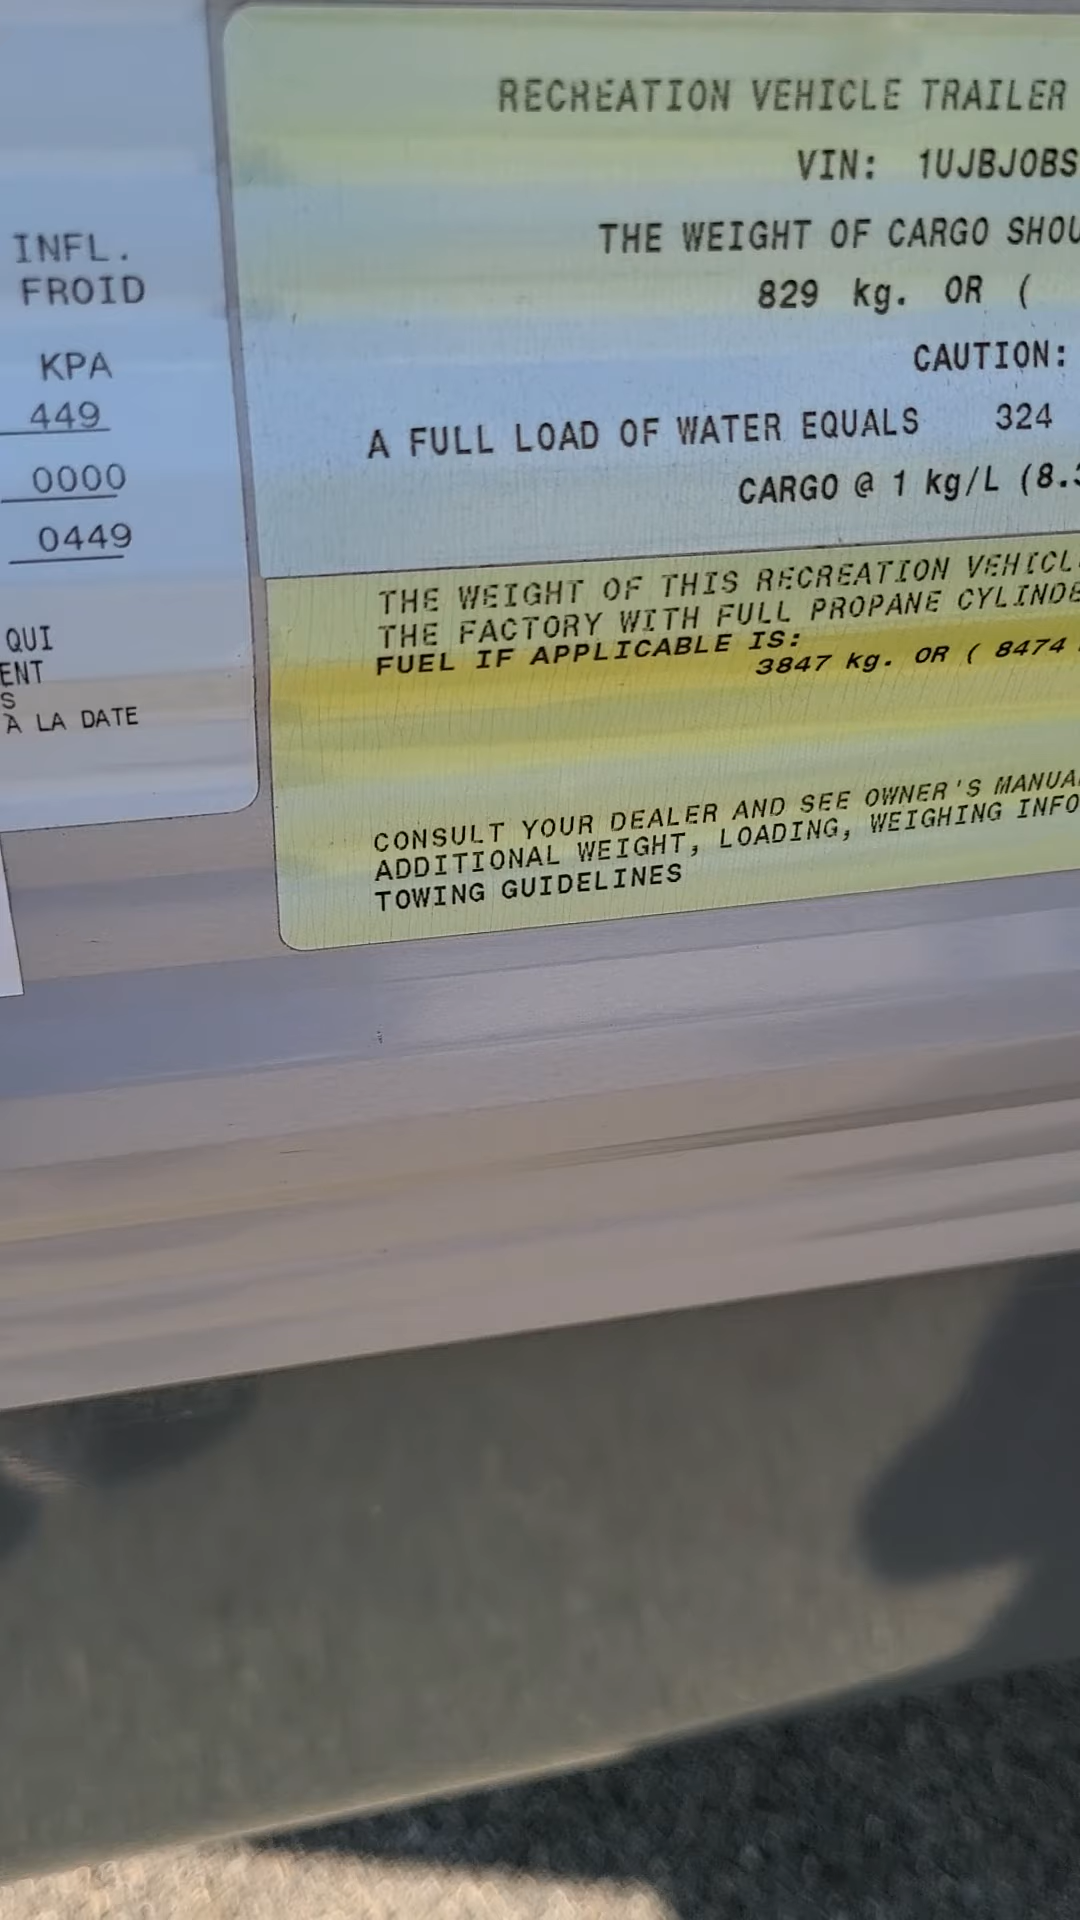 INFL.
FROID
KPA
449
0000
0449
QUI
ENT
S
À LA DATE
RECREATION VEHICLE TRAILER
VIN: 1UJBJOBS
THE WEIGHT OF CARGO SHOU
829 kg. OR (
CAUTION:
A FULL LOAD OF WATER EQUALS 324
CARGO @ 1 kg/L (8.3
THE WEIGHT OF THIS RECREATION VEHICL
THE FACTORY WITH FULL PROPANE CYLINDE
FUEL IF APPLICABLE IS:
3847 kg. OR ( 8474
CONSULT YOUR DEALER AND SEE OWNER'S MANUA
ADDITIONAL WEIGHT, LOADING, WEIGHING INFO
TOWING GUIDELINES